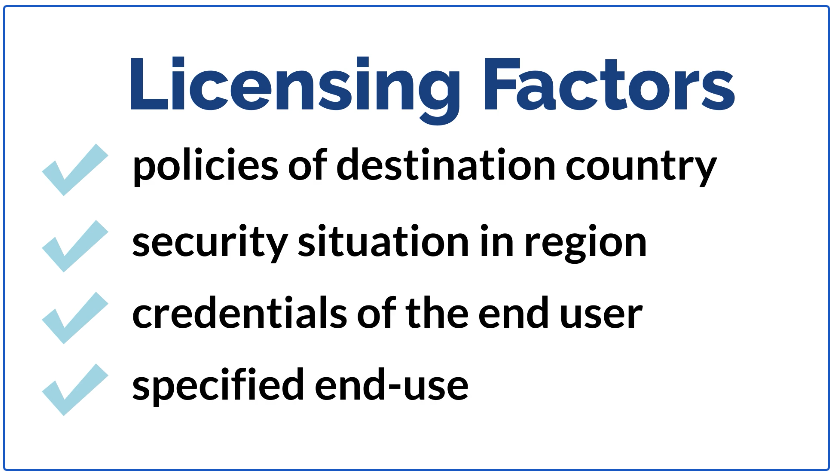 Licensing Factors
policies of destination country
security situation in region
credentials of the end user
specified end-use